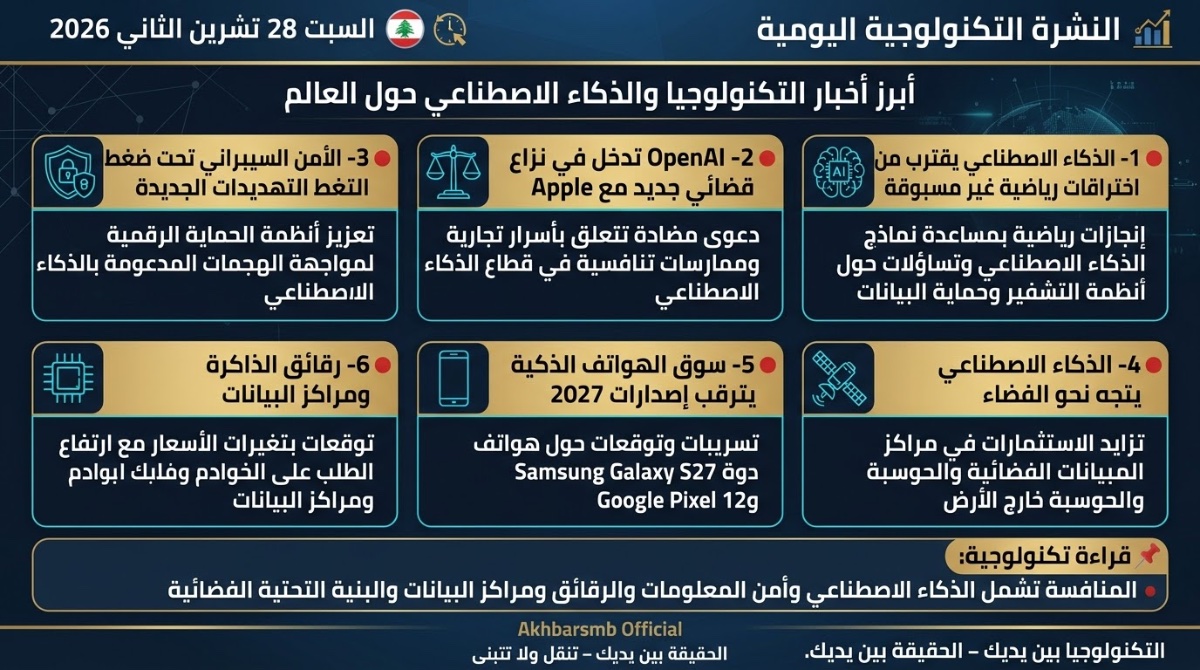 النشرة التكنولوجية اليومية
السبت 28 تشرين الثاني 2026
أبرز أخبار التكنولوجيا والذكاء الاصطناعي حول العالم
1- الذكاء الاصطناعي يقترب من
اختراقات رياضية غير مسبوقة
AI
إنجازات رياضية بمساعدة نماذج
الذكاء الاصطناعي وتساؤلات حول
أنظمة التشفير وحماية البيانات
2- OpenAI تدخل في نزاع
قضائي جديد مع Apple
دعوى مضادة تتعلق بأسرار تجارية
وممارسات تنافسية في قطاع الذكاء
الاصطناعي
3- الأمن السيبراني تحت ضغط
التغط التهديدات الجديدة
تعزيز أنظمة الحماية الرقمية
لمواجهة الهجمات المدعومة بالذكاء
الاصطناعي
4- الذكاء الاصطناعي
يتجه نحو الفضاء
تزايد الاستثمارات في مراكز
المبيانات الفضائية والحوسبة
والحوسبة خارج الأرض
5- سوق الهواتف الذكية
يترقب إصدارات 2027
تسريبات وتوقعات حول هواتف
دوة Samsung Galaxy S27
وGoogle Pixel 12
6- رقائق الذاكرة
ومراكز البيانات
توقعات بتغيرات الأسعار مع ارتفاع
الطلب على الخوادم وفلبك ابوادم
ومراكز البيانات
قراءة تكنولوجية:
المنافسة تشمل الذكاء الاصطناعي وأمن المعلومات والرقائق ومراكز البيانات والبنية التحتية الفضائية
Akhbarsmb Official
التكنولوجيا بين يديك – الحقيقة بين يديك.
الحقيقة بين يديك – تنقل ولا تتبنى